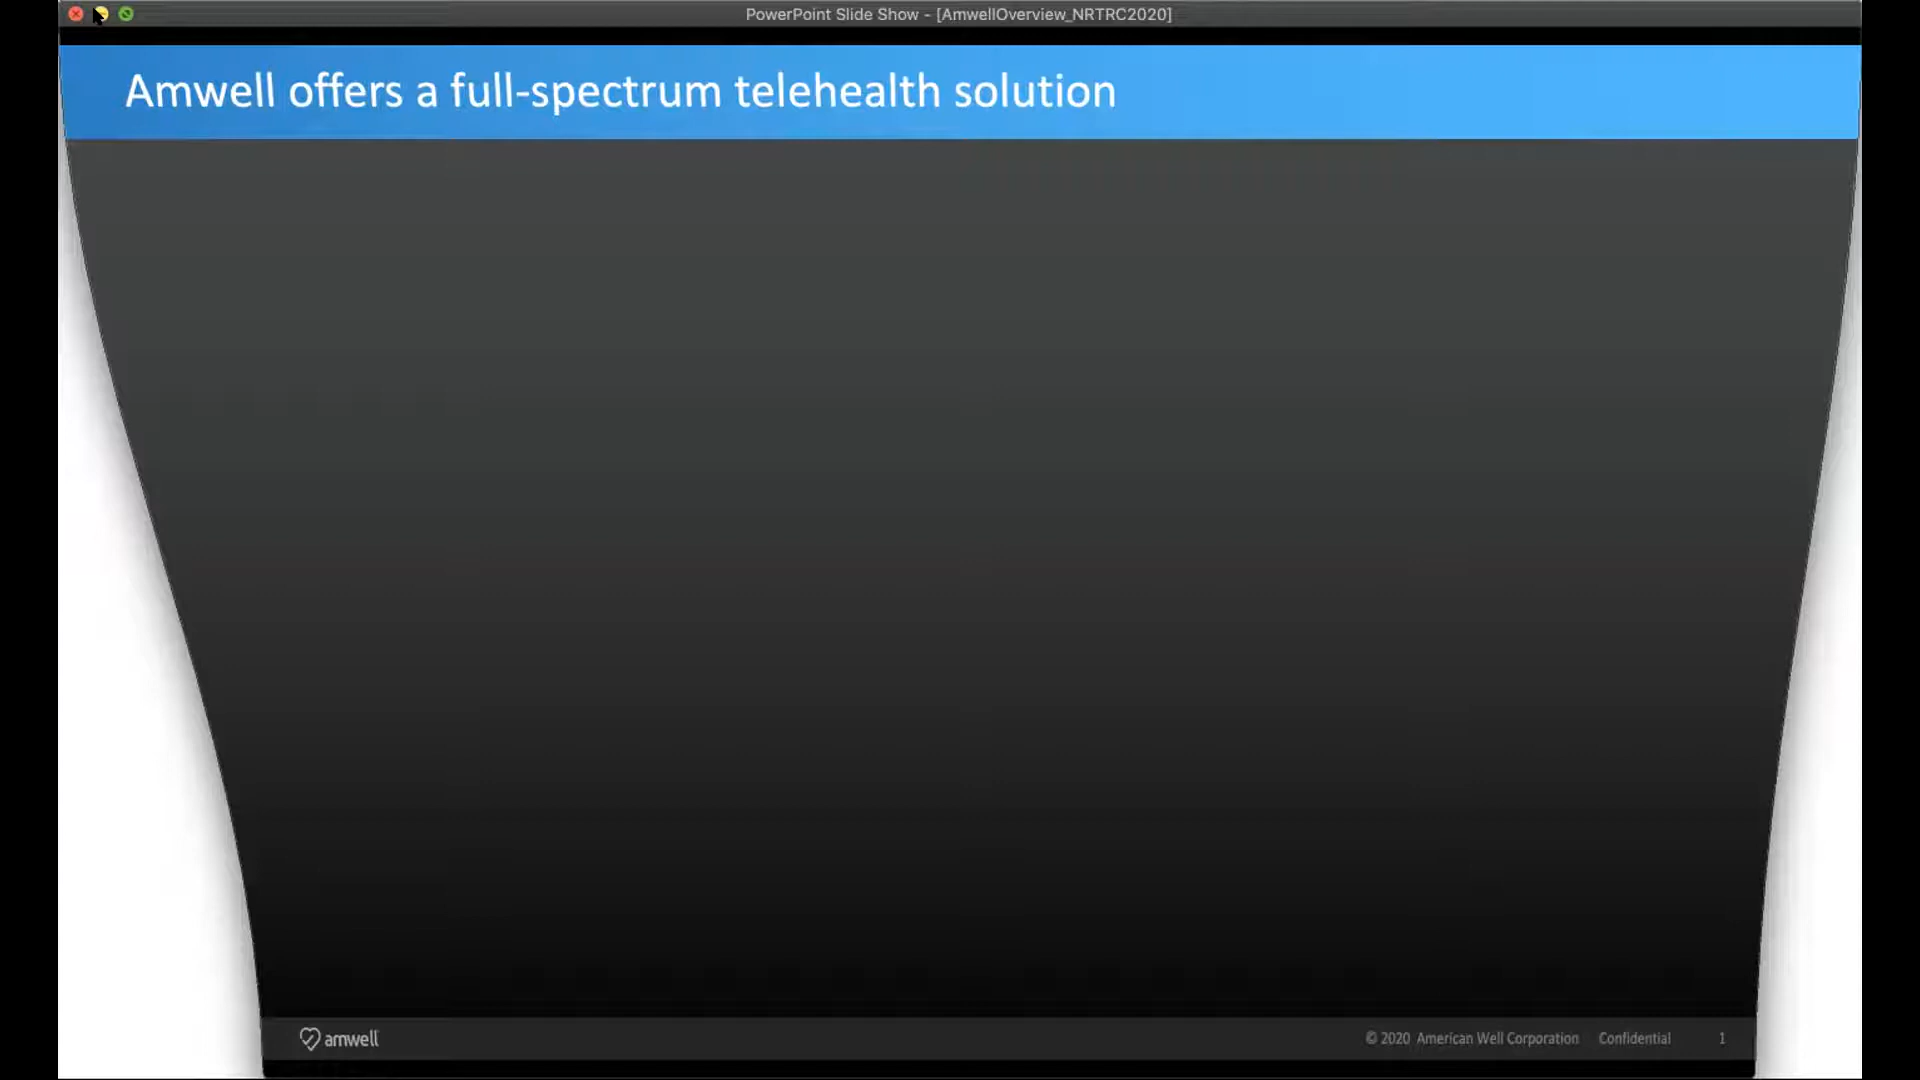 PowerPoint Slide Show - [AmwellOverview_NRTRC2020]
Amwell offers a full-spectrum telehealth solution
amwell
© 2020 American Well Corporation Confidential 1